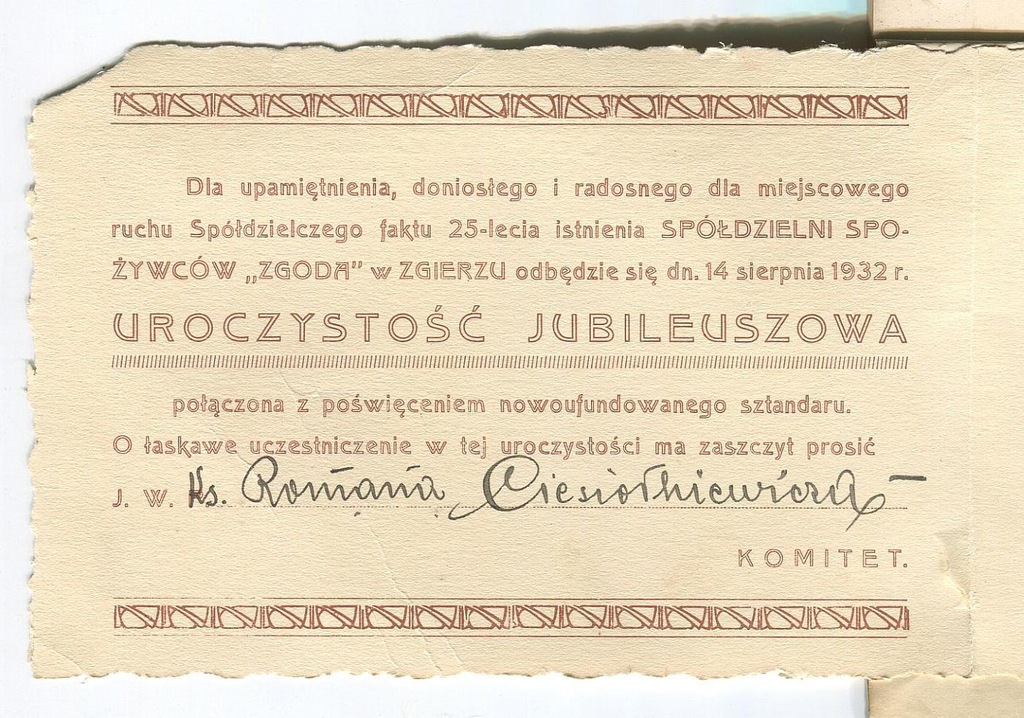 Dla upamiętnienia, doniosłego i radosnego dla miejscowego
ruchu Spółdzielczego faktu 25-lecia istnienia SPÓŁDZIELNI SPO-
ŻYWCÓW „ZGODA" w ZGIERZU odbędzie się dn. 14 sierpnia 1932 r.
UROCZYSTOŚĆ JUBILEUSZOWA
połączona z poświęceniem nowoufundowanego sztandaru.
O łaskawe uczestniczenie w tej uroczystości ma zaszczyt prosić
J. W. Ks. Romana Ciesiołkiewicza
KOMITET.